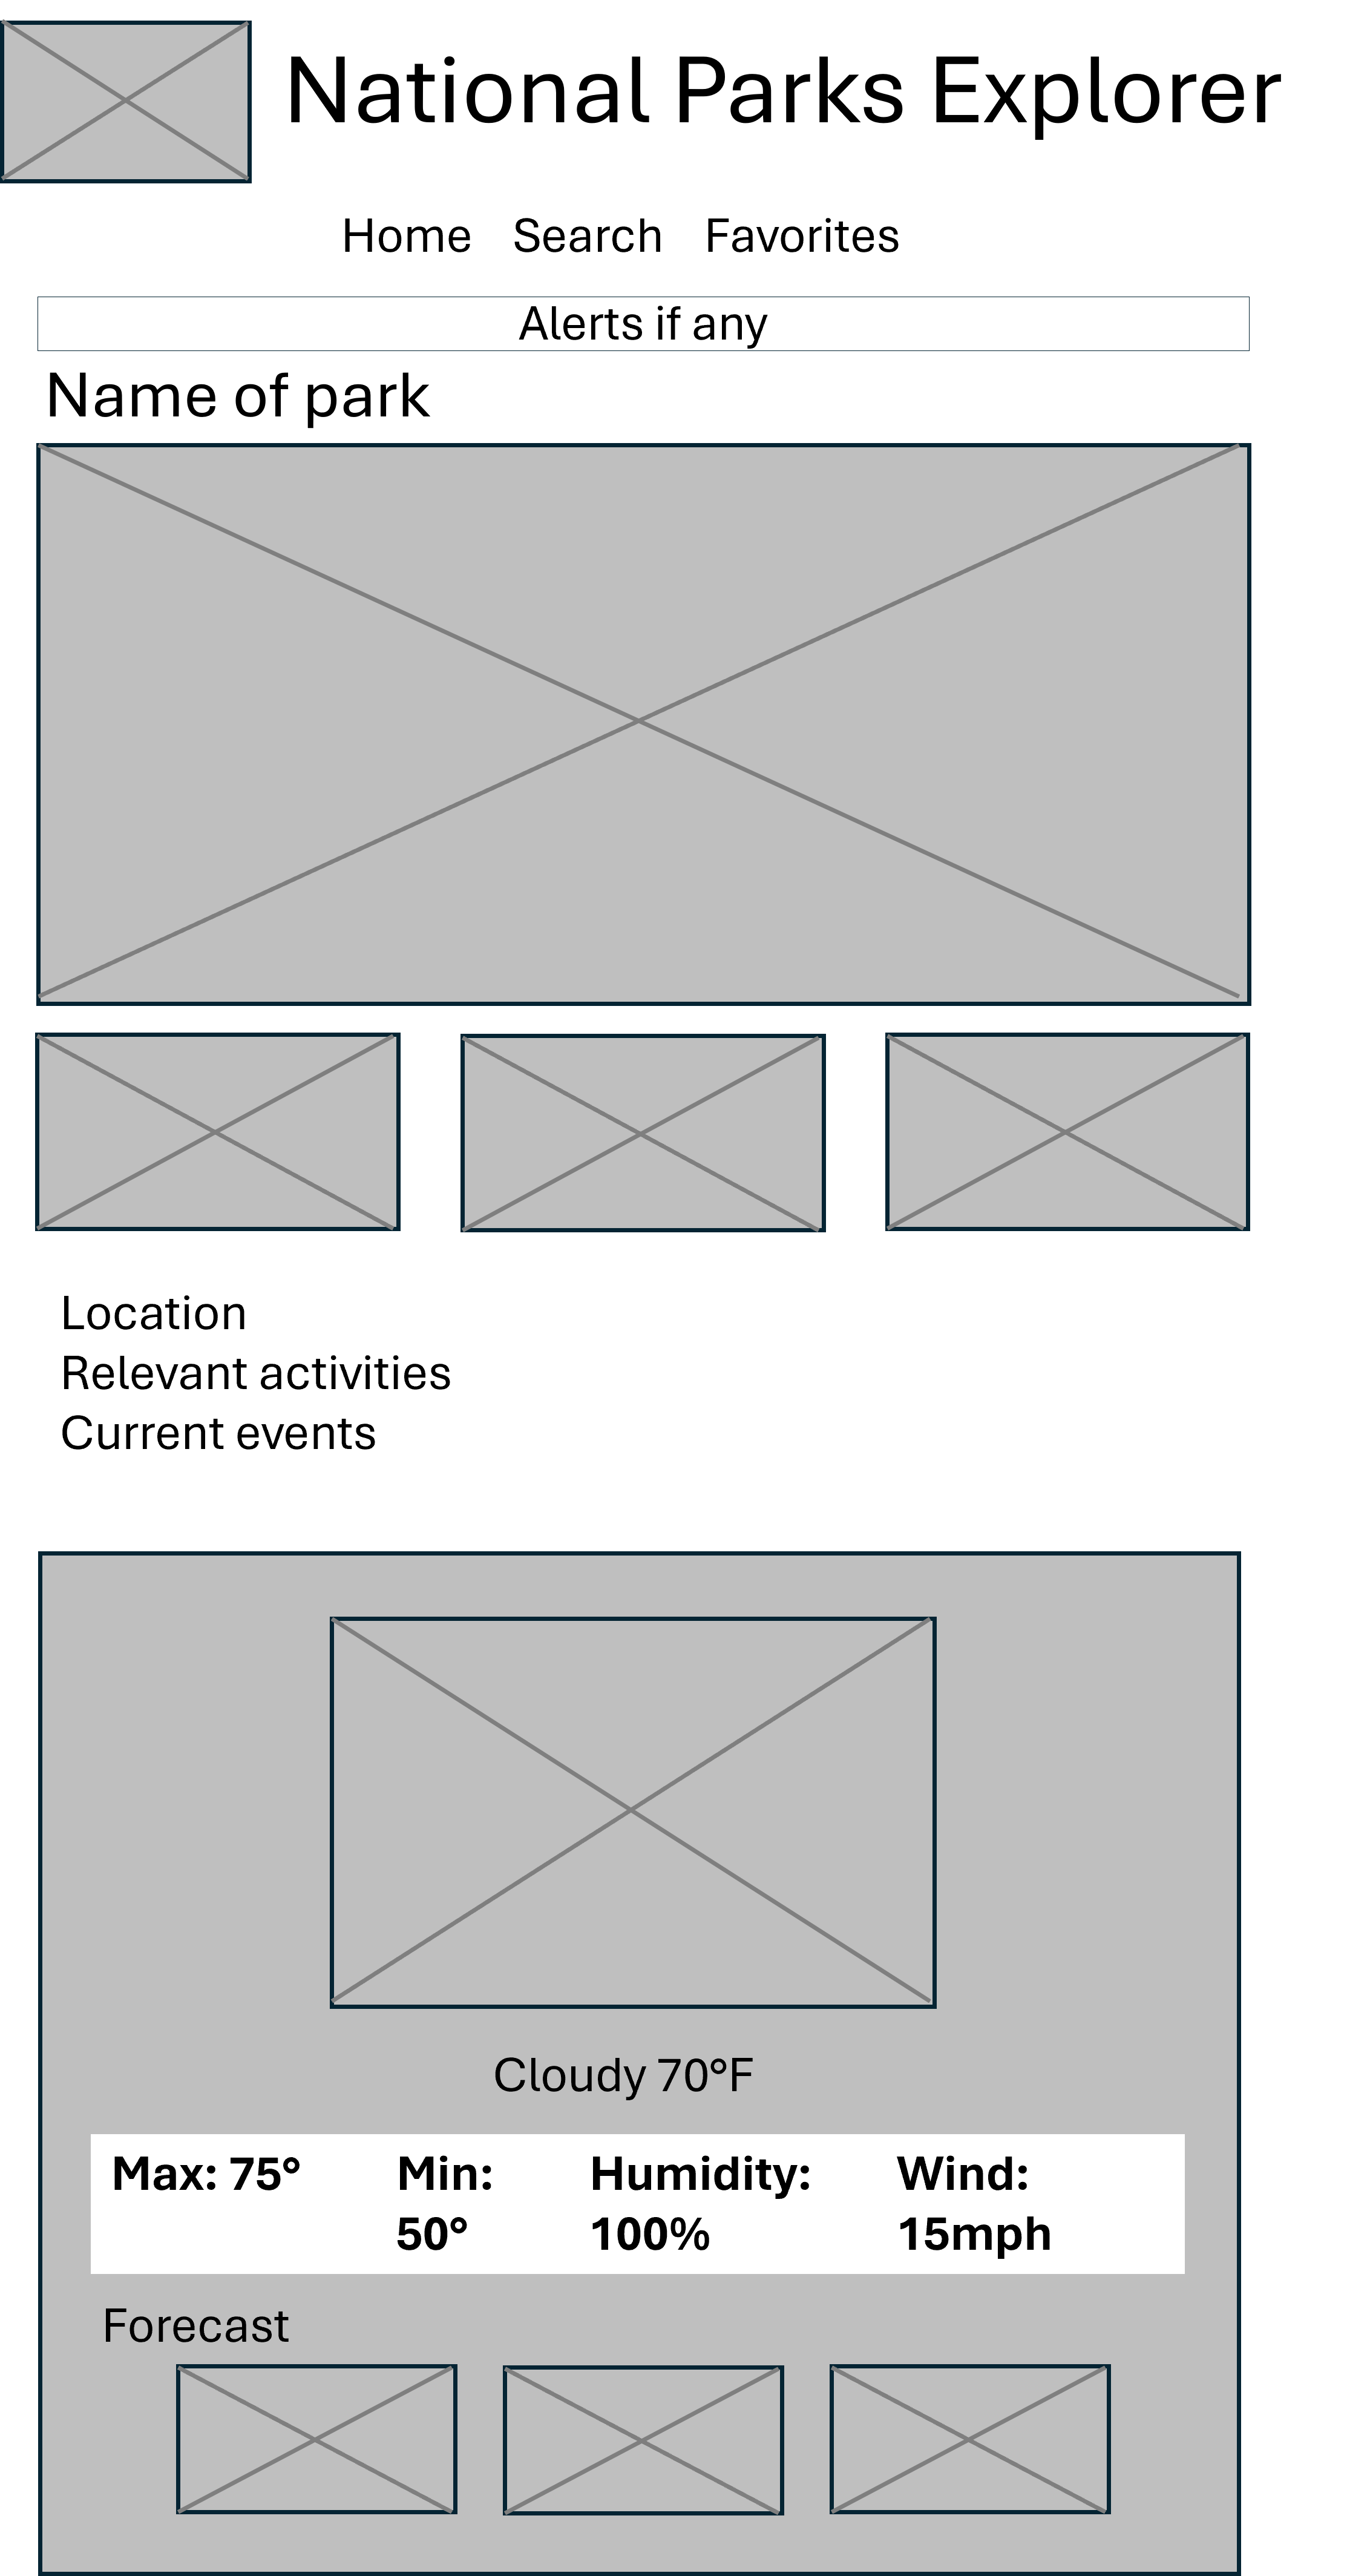 National Parks Explorer
Home Search Favorites
Alerts if any
Name of park
Location
Relevant activities
Current events
Cloudy 70°F
Max: 75° Min: Humidity: Wind:
50° 100% 15mph
Forecast